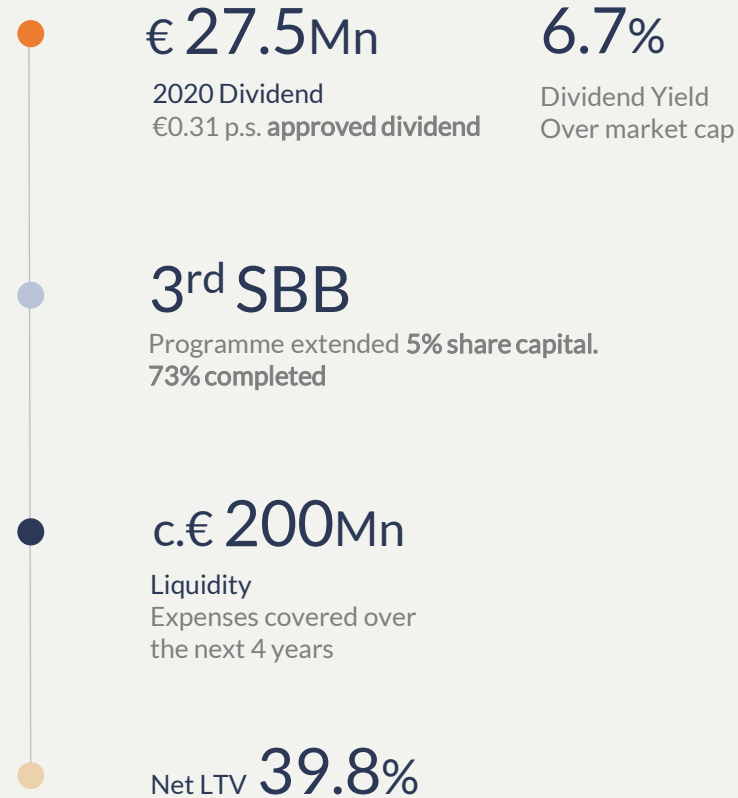 € 27.5Mn
2020 Dividend
€0.31 p.s. approved dividend
6.7%
Dividend Yield
Over market cap
3rd SBB
Programme extended 5% share capital.
73% completed
c.€ 200Mn
Liquidity
Expenses covered over
the next 4 years
Net LTV 39.8%